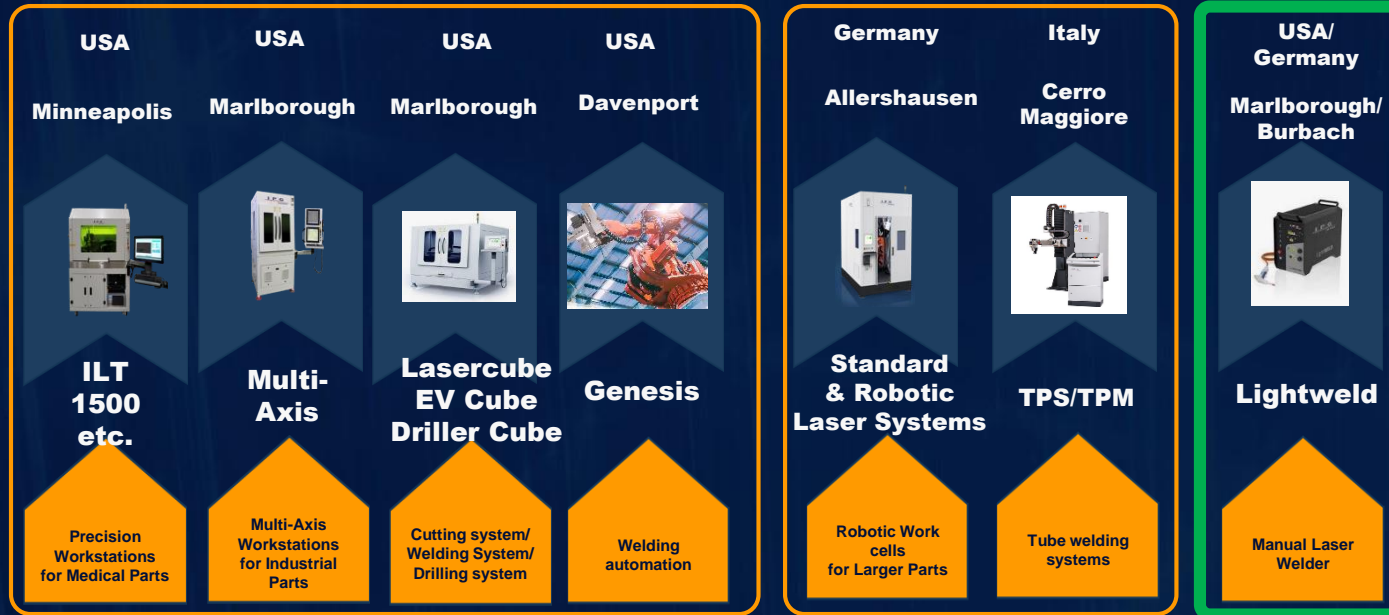 USA
Minneapolis
ILT
1500
etc.
Precision
Workstations
for Medical Parts
USA
Marlborough
Multi-
Axis
Multi-Axis
Workstations
for Industrial
Parts
USA
Marlborough
Lasercube
EV Cube
Driller Cube
Cutting system/
Welding System/
Drilling system
USA
Davenport
Genesis
Welding
automation
Germany
Allershausen
Standard
& Robotic
Laser Systems
Robotic Work
cells
for Larger Parts
Italy
Cerro
Maggiore
TPS/TPM
Tube welding
systems
USA/
Germany
Marlborough/
Burbach
Lightweld
Manual Laser
Welder